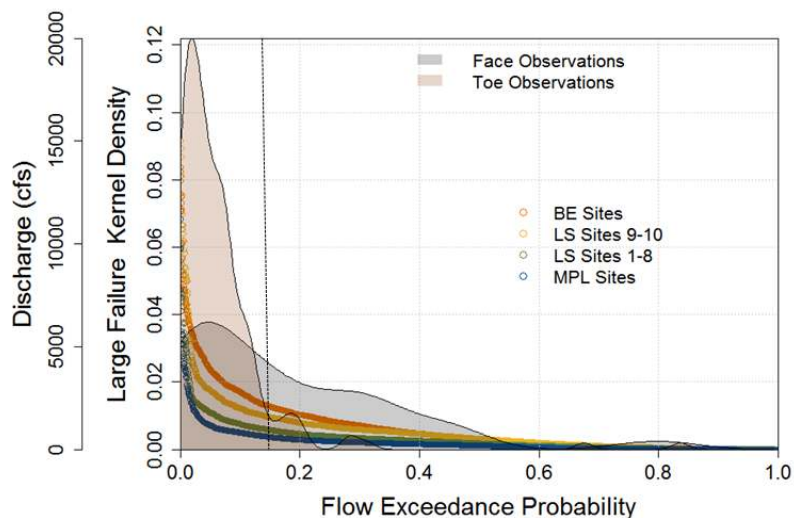 Discharge (cfs)
0
5000
10000
15000
20000
Large Failure Kernel Density
0.00
0.02
0.04
0.06
0.08
0.10
0.12
Face Observations
Toe Observations
BE Sites
LS Sites 9-10
LS Sites 1-8
MPL Sites
0.0 0.2 0.4 0.6 0.8 1.0
Flow Exceedance Probability